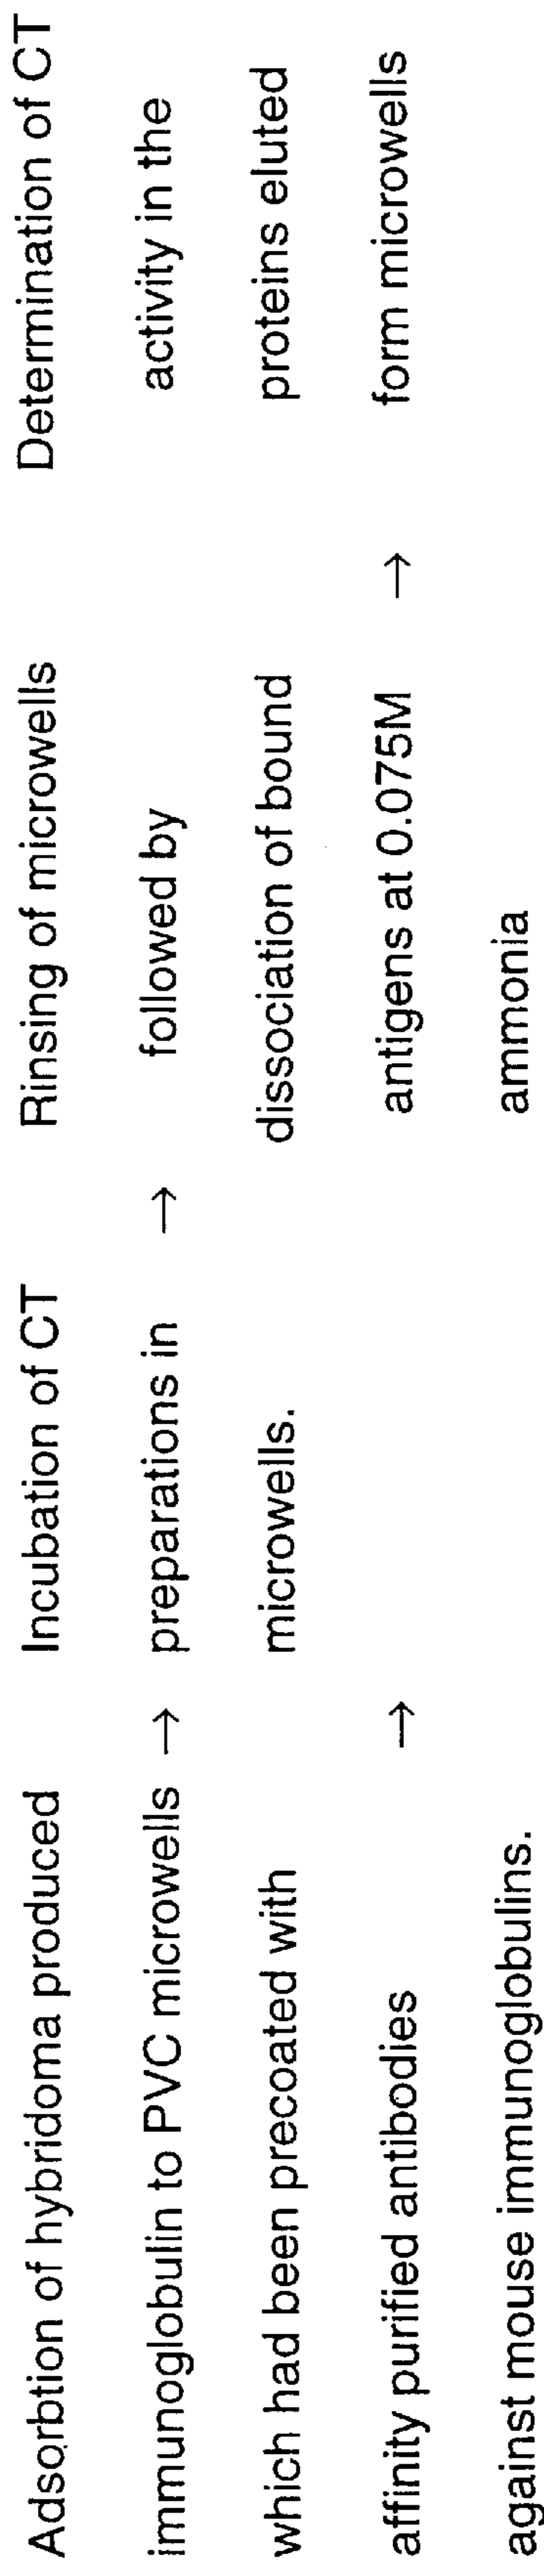 Adsorbtion of hybridoma produced
immunoglobulin to PVC microwells →
which had been precoated with
affinity purified antibodies →
against mouse immunoglobulins.
Incubation of CT
preparations in →
microwells.
Rinsing of microwells
followed by
dissociation of bound
antigens at 0.075M →
ammonia
Determination of CT
activity in the
proteins eluted
form microwells